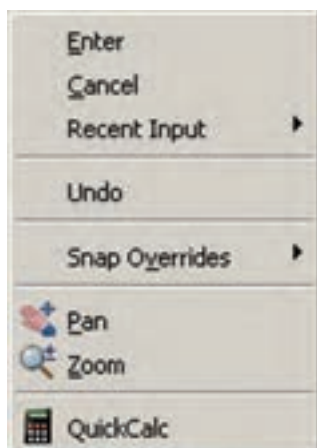 Enter
Cancel
Recent Input
Undo
Snap Overrides
Pan
Zoom
QuickCalc